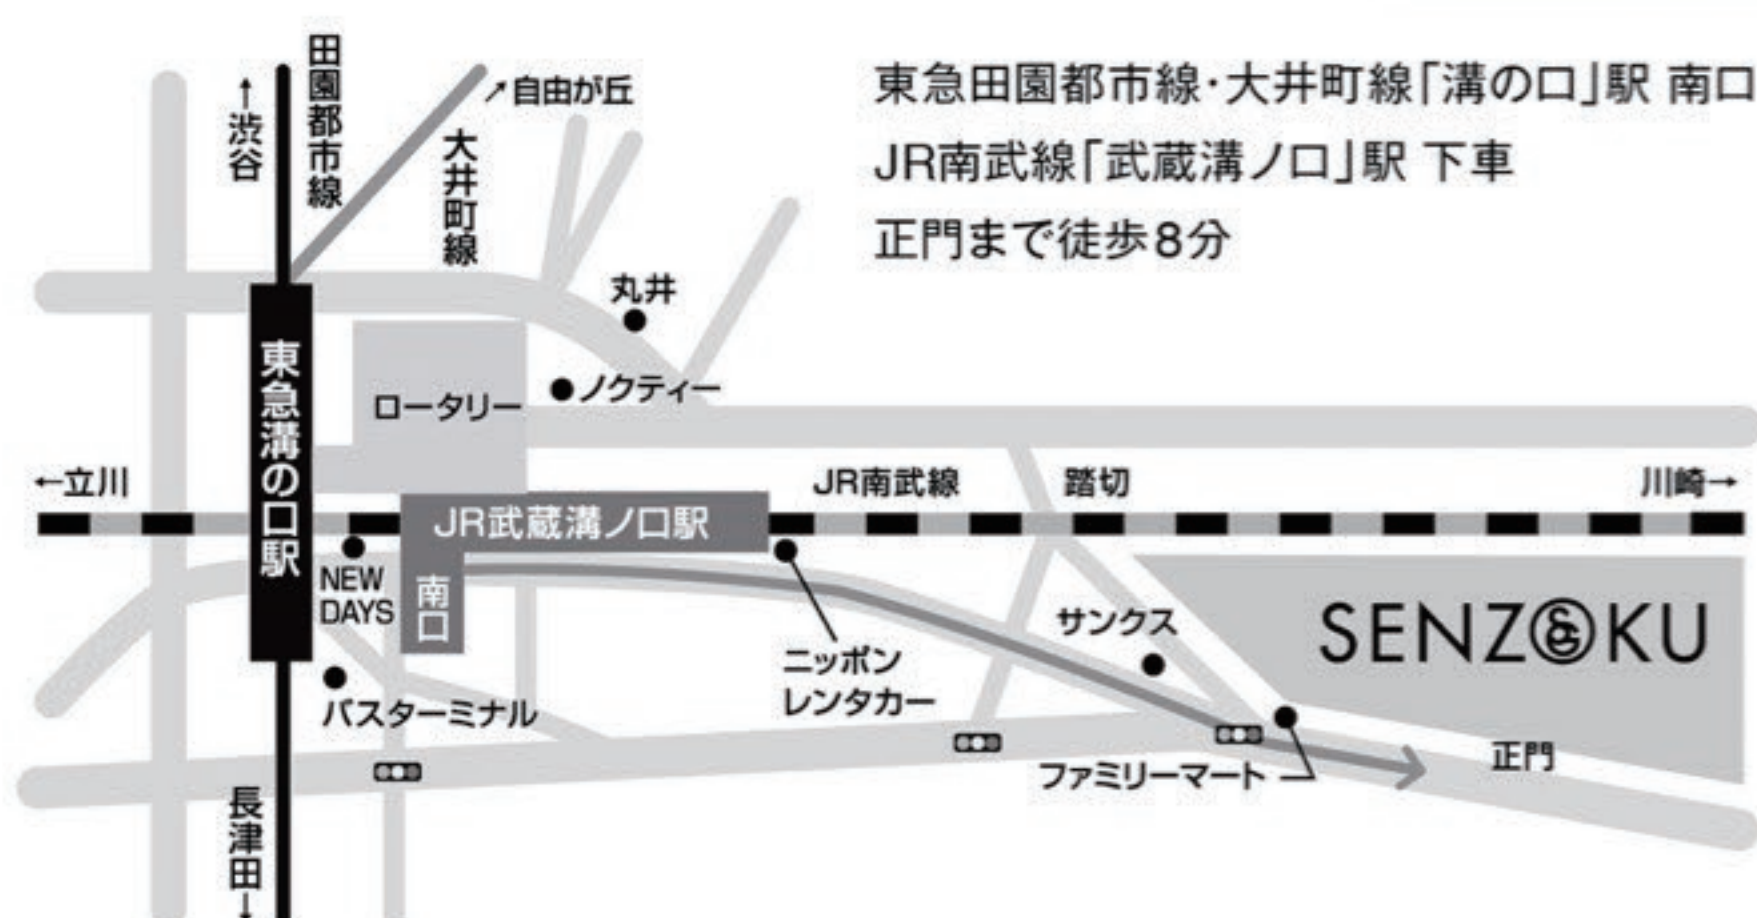 東急田園都市線・大井町線「溝の口」駅 南口
JR南武線「武蔵溝ノ口」駅 下車
正門まで徒歩8分
←渋谷
田園都市線
大井町線
↗自由が丘
丸井
ノクティー
ロータリー
東急溝の口駅
←立川
JR南武線
踏切
川崎→
JR武蔵溝ノ口駅
南口
NEW
DAYS
バスターミナル
ニッポン
レンタカー
サンクス
SENZOKU
ファミリーマート
正門
長津田→